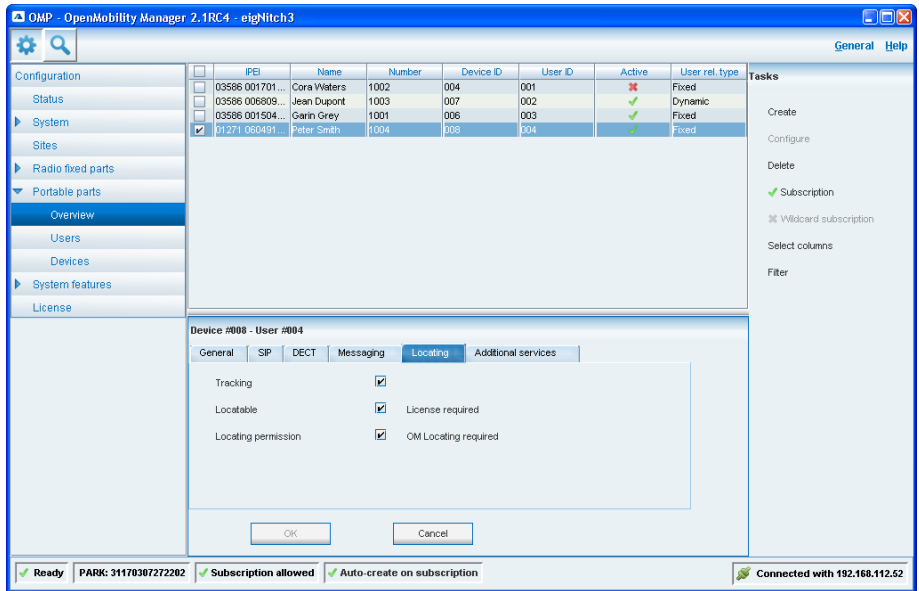 OMP - OpenMobility Manager 2.1RC4 - eigNitch3
General Help
Configuration
Status
System
Sites
Radio fixed parts
Portable parts
Overview
Users
Devices
System features
License
IPEI Name Number Device ID User ID Active User rel. type
03586 001701... Cora Waters 1002 004 001 Fixed
03586 006809... Jean Dupont 1003 007 002 Dynamic
03586 001504... Garin Grey 1001 006 003 Fixed
01271 060491... Peter Smith 1004 008 004 Fixed
Tasks
Create
Configure
Delete
Subscription
Wildcard subscription
Select columns
Filter
Device #008 - User #004
General SIP DECT Messaging Locating Additional services
Tracking
Locatable License required
Locating permission OM Locating required
OK Cancel
Ready PARK: 31170307272202 Subscription allowed Auto-create on subscription Connected with 192.168.112.52